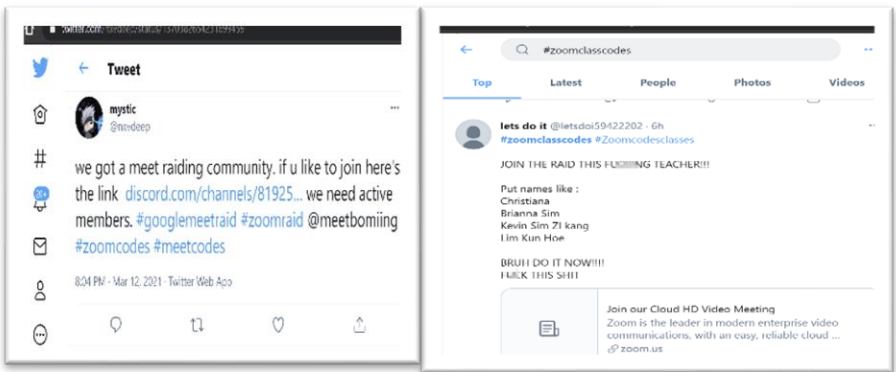 Tweet
mystic
we got a meet raiding community. if u like to join here's
the link discord.com/channels/81925... we need active
members. #googlemeetraid #zoomraid @meetbomiing
#zoomcodes #meetcodes
8:04 PM · Mar 12, 2021 · Twitter Web App
#zoomclasscodes
Top Latest People Photos Videos
lets do it @letsdoi59422202 · 6h
#zoomclasscodes #Zoomcodesclasses
JOIN THE RAID THIS TEACHER!!!
Put names like :
Christiana
Brianna Sim
Kevin Sim ZI kang
Lim Kun Hoe
BRUH DO IT NOW!!!!
THIS SHIT
Join our Cloud HD Video Meeting
Zoom is the leader in modern enterprise video
communications, with an easy, reliable cloud ...
zoom.us